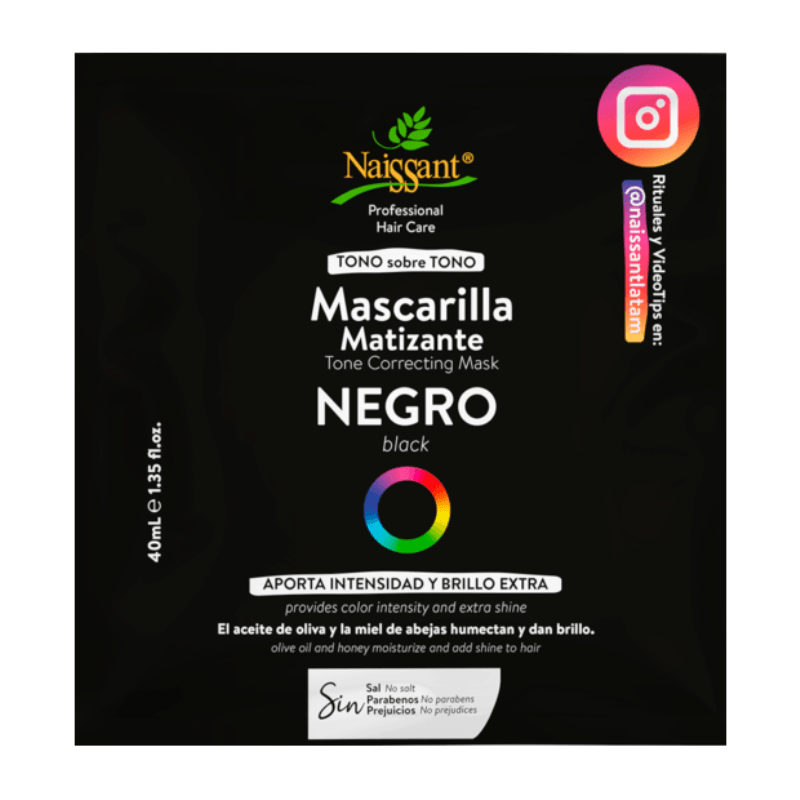 Naissant®
Professional
Hair Care
TONO sobre TONO
Mascarilla
Matizante
Tone Correcting Mask
NEGRO
black
APORTA INTENSIDAD Y BRILLO EXTRA
provides color intensity and extra shine
El aceite de oliva y la miel de abejas humectan y dan brillo.
olive oil and honey moisturize and add shine to hair
Sin
Sal No salt
Parabenos No parabens
Prejuicios No prejudices
40mL ℮ 1.35 fl.oz.
Rituales y VideoTips en:
@naissantlatam